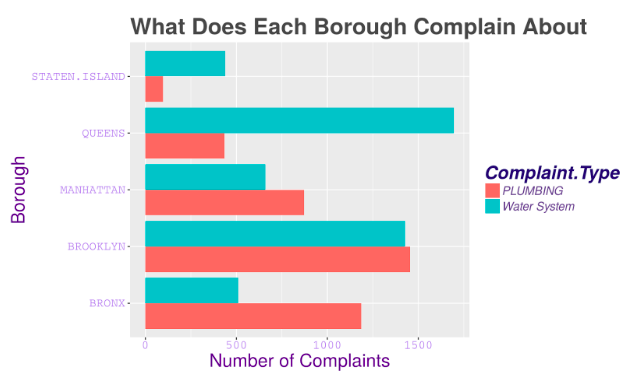 What Does Each Borough Complain About
STATEN.ISLAND
QUEENS
MANHATTAN
BROOKLYN
BRONX
Borough
0 500 1000 1500
Number of Complaints
Complaint.Type
PLUMBING
Water System